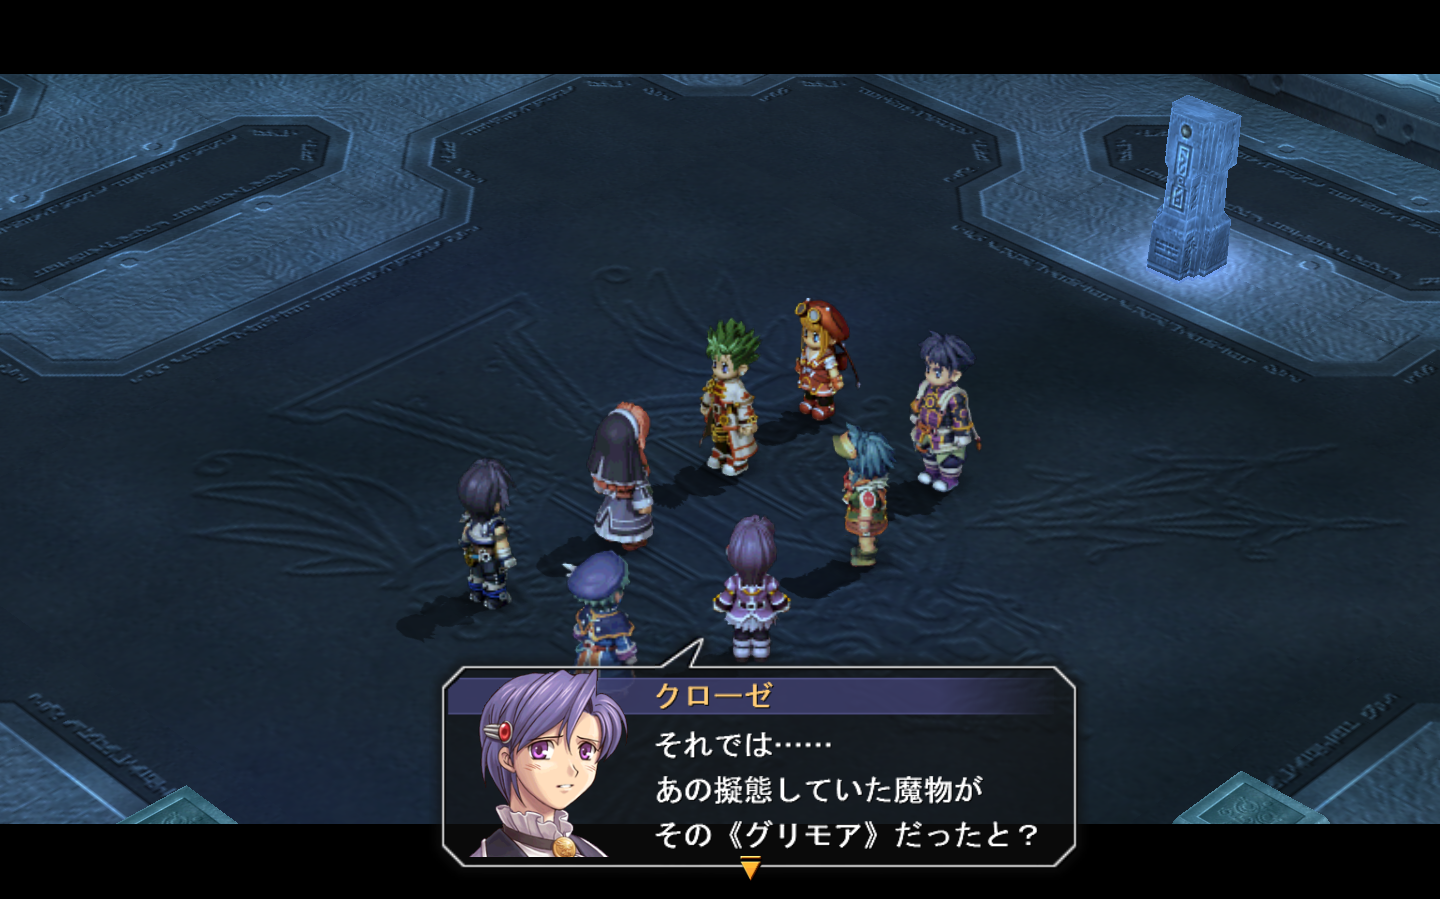 クローゼ
それでは……
あの擬態していた魔物が
その《グリモア》だったと？